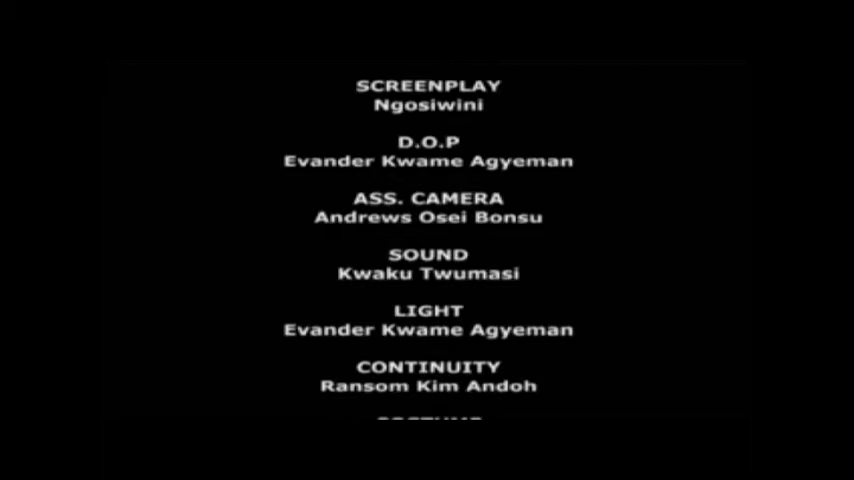 SCREENPLAY
Ngosiwini
D.O.P
Evander Kwame Agyeman
ASS. CAMERA
Andrews Osei Bonsu
SOUND
Kwaku Twumasi
LIGHT
Evander Kwame Agyeman
CONTINUITY
Ransom Kim Andoh